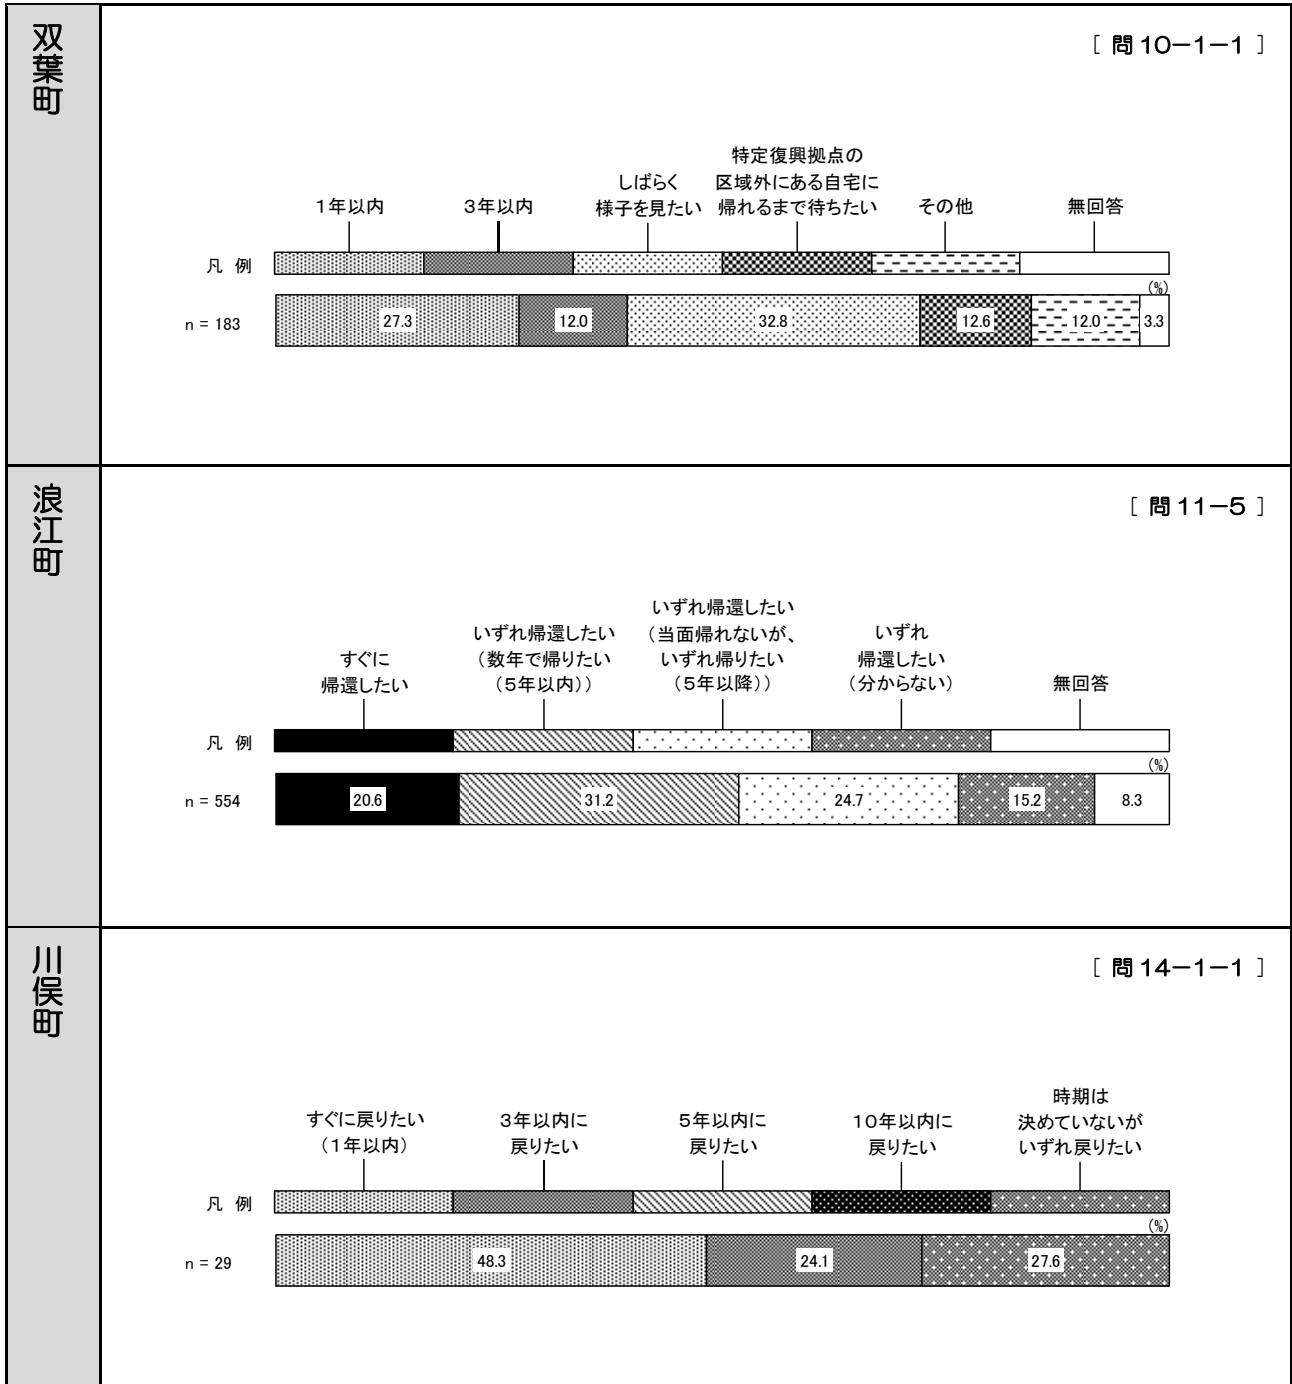 双葉町
［ 問10－1－1 ］
1年以内
3年以内
しばらく
様子を見たい
特定復興拠点の
区域外にある自宅に
帰れるまで待ちたい
その他
無回答
凡 例
(%)
n = 183
27.3
12.0
32.8
12.6
12.0
3.3
浪江町
［ 問11－5 ］
すぐに
帰還したい
いずれ帰還したい
（数年で帰りたい
（5年以内））
いずれ帰還したい
（当面帰れないが、
いずれ帰りたい
（5年以降））
いずれ
帰還したい
（分からない）
無回答
凡 例
(%)
n = 554
20.6
31.2
24.7
15.2
8.3
川俣町
［ 問14－1－1 ］
すぐに戻りたい
（1年以内）
3年以内に
戻りたい
5年以内に
戻りたい
10年以内に
戻りたい
時期は
決めていないが
いずれ戻りたい
凡 例
(%)
n = 29
48.3
24.1
27.6